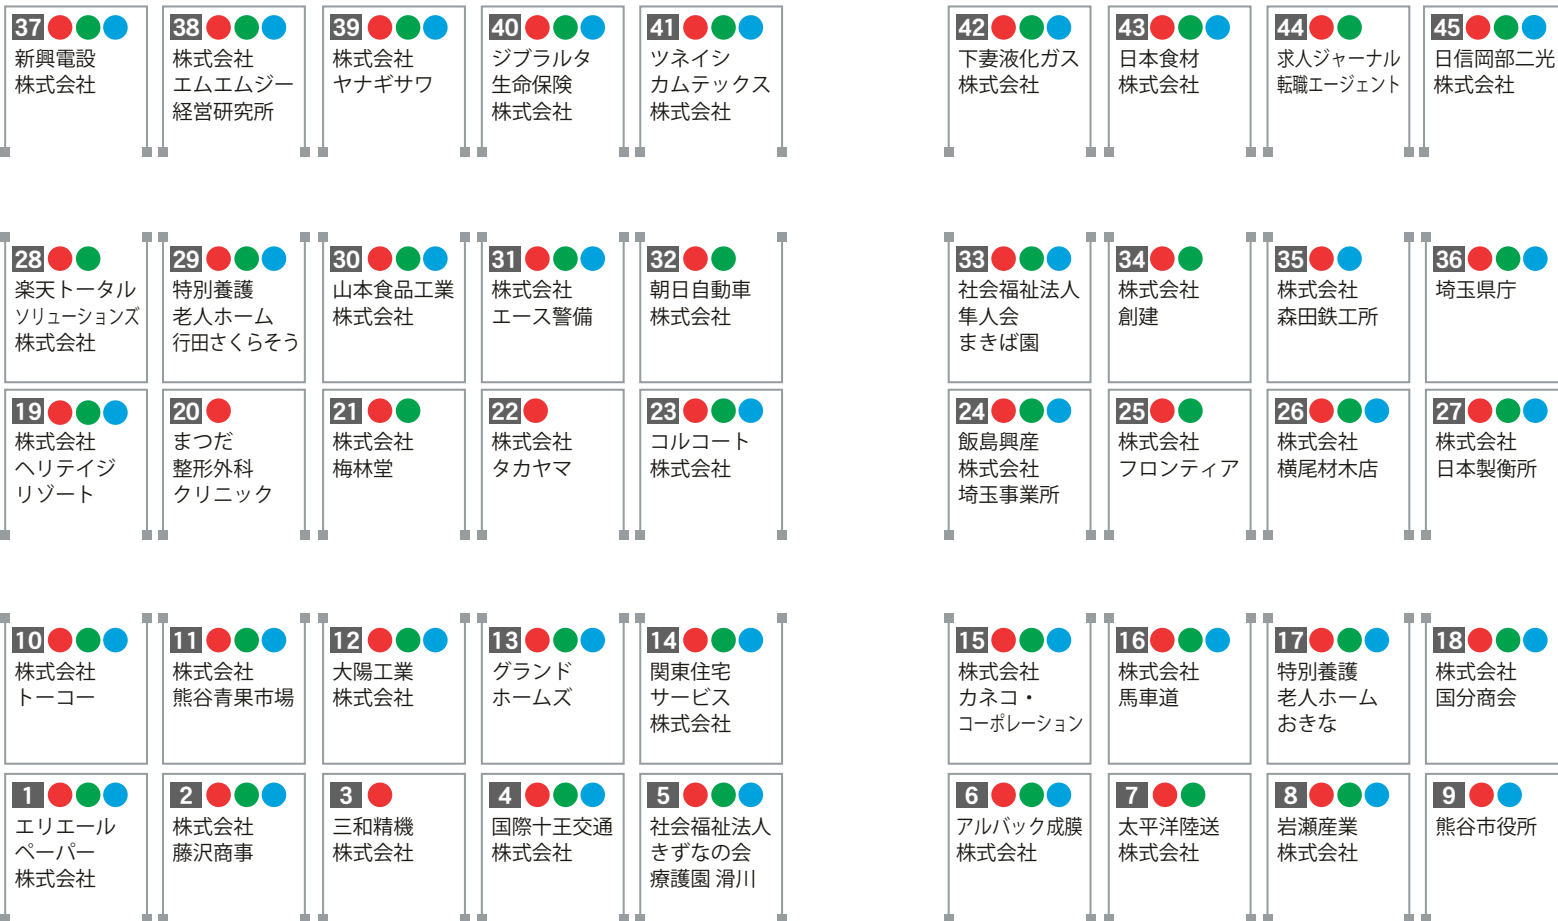 37
新興電設
株式会社
38
株式会社
エムエムジー
経営研究所
39
株式会社
ヤナギサワ
40
ジブラルタ
生命保険
株式会社
41
ツネイシ
カムテックス
株式会社
42
下妻液化ガス
株式会社
43
日本食材
株式会社
44
求人ジャーナル
転職エージェント
45
日信岡部二光
株式会社
28
楽天トータル
ソリューションズ
株式会社
29
特別養護
老人ホーム
行田さくらそう
30
山本食品工業
株式会社
31
株式会社
エース警備
32
朝日自動車
株式会社
33
社会福祉法人
隼人会
まきば園
34
株式会社
創建
35
株式会社
森田鉄工所
36
埼玉県庁
19
株式会社
ヘリテイジ
リゾート
20
まつだ
整形外科
クリニック
21
株式会社
梅林堂
22
株式会社
タカヤマ
23
コルコート
株式会社
24
飯島興産
株式会社
埼玉事業所
25
株式会社
フロンティア
26
株式会社
横尾材木店
27
株式会社
日本製衡所
10
株式会社
トーコー
11
株式会社
熊谷青果市場
12
大陽工業
株式会社
13
グランド
ホームズ
14
関東住宅
サービス
株式会社
15
株式会社
カネコ・
コーポレーション
16
株式会社
馬車道
17
特別養護
老人ホーム
おきな
18
株式会社
国分商会
1
エリエール
ペーパー
株式会社
2
株式会社
藤沢商事
3
三和精機
株式会社
4
国際十王交通
株式会社
5
社会福祉法人
きずなの会
療護園 滑川
6
アルバック成膜
株式会社
7
太平洋陸送
株式会社
8
岩瀬産業
株式会社
9
熊谷市役所